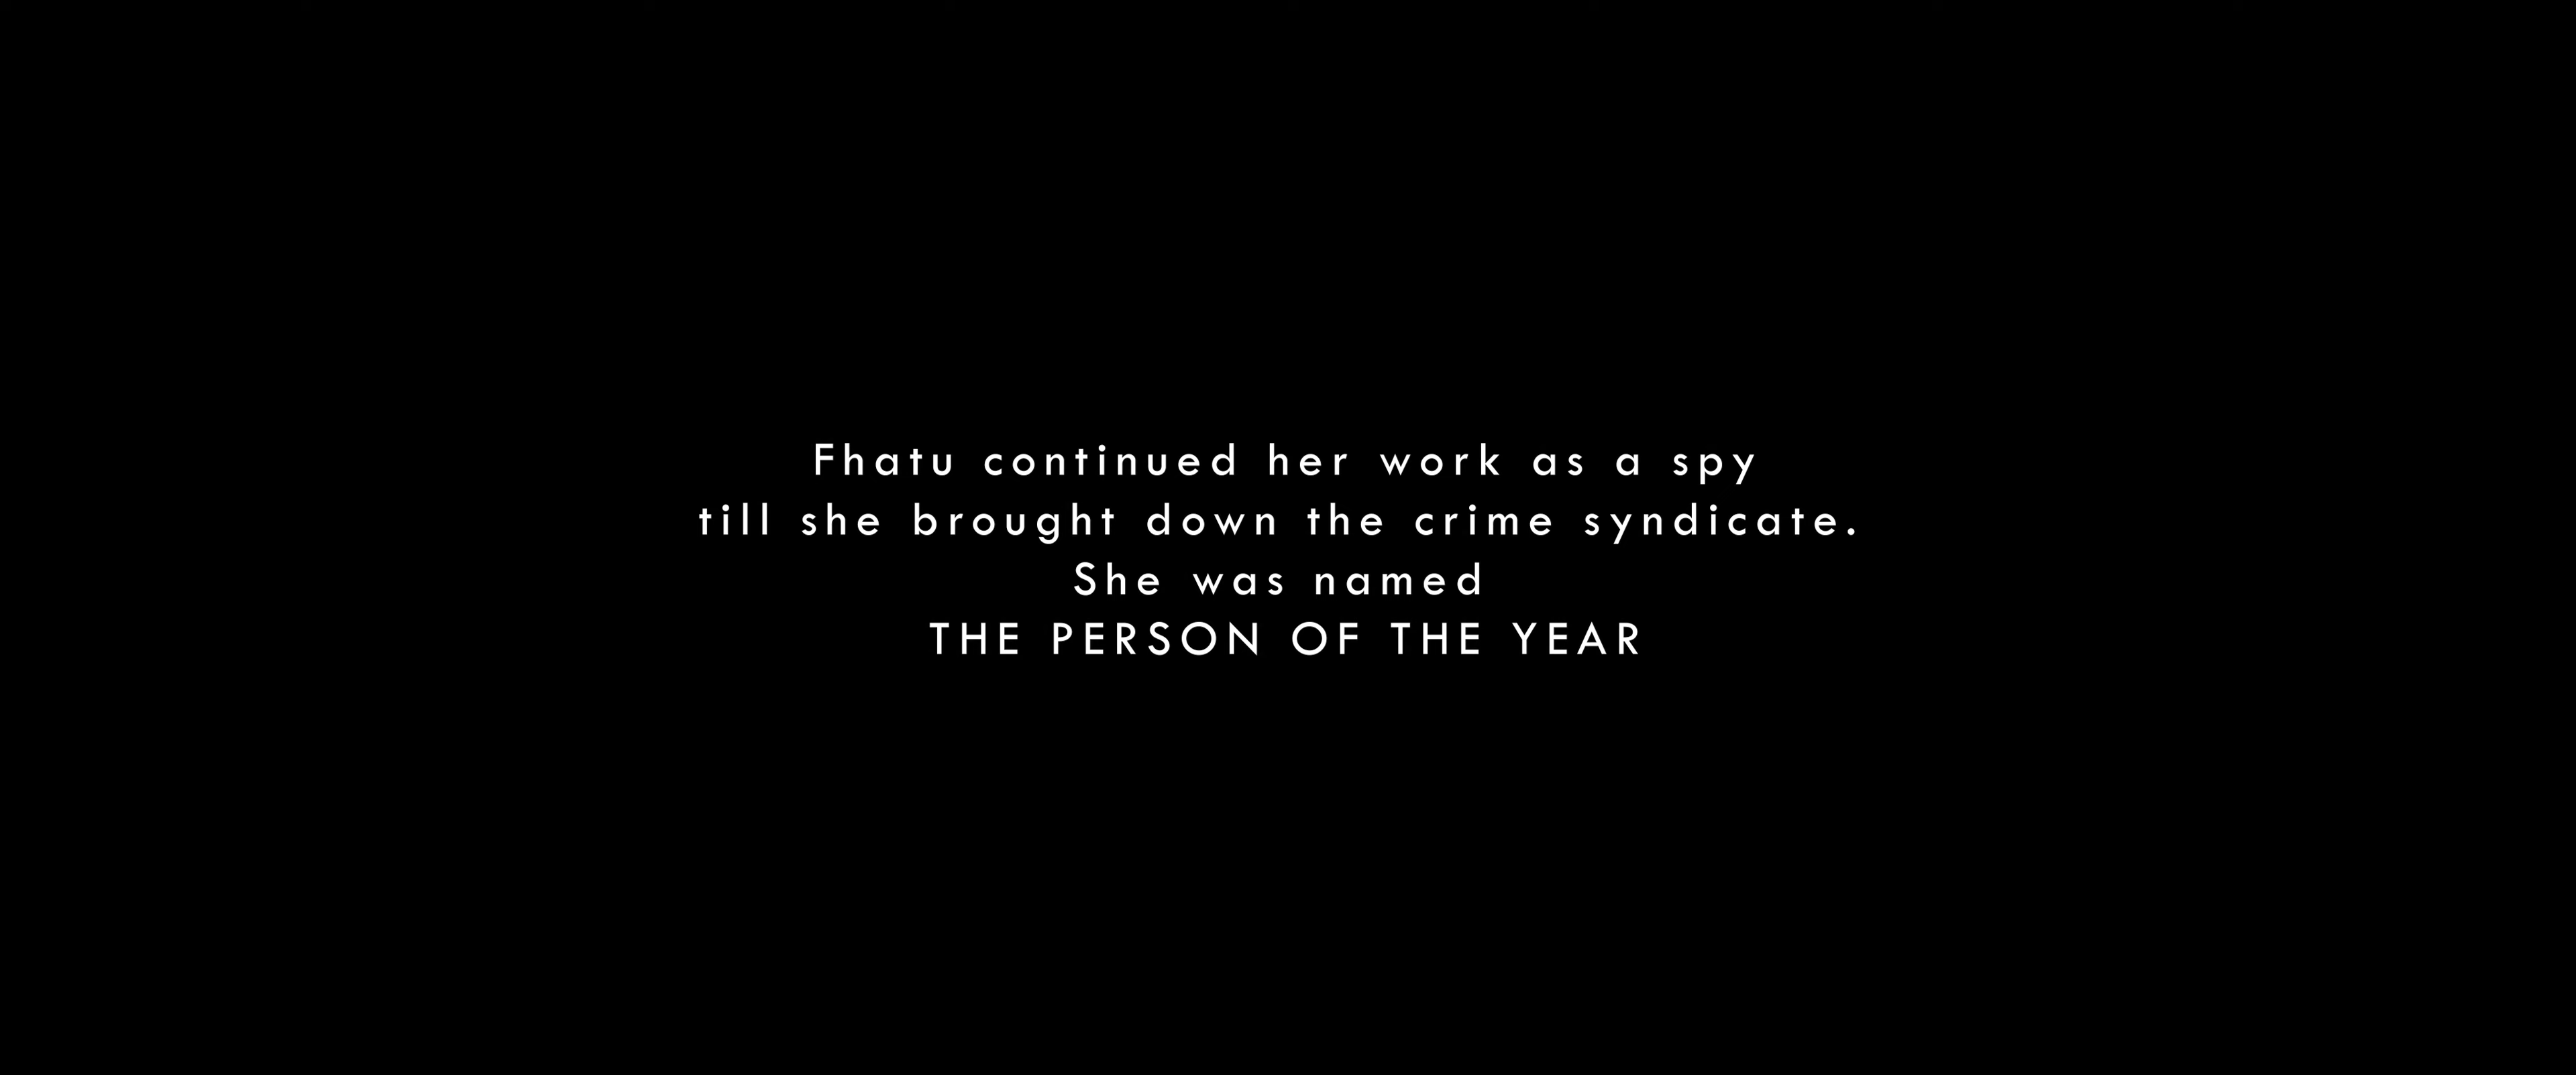 Fhatu continued her work as a spy
till she brought down the crime syndicate.
She was named
THE PERSON OF THE YEAR